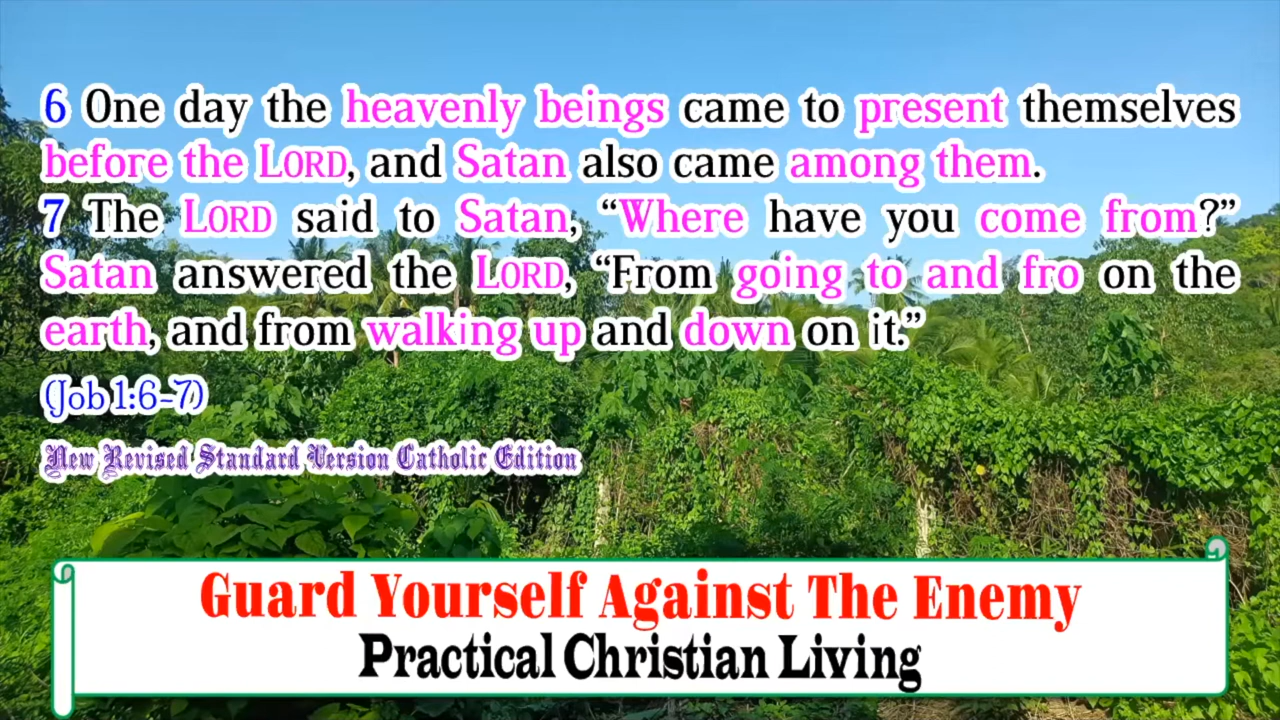 6 One day the heavenly beings came to present themselves
before the LORD, and Satan also came among them.
7 The LORD said to Satan, “Where have you come from?”
Satan answered the LORD, “From going to and fro on the
earth, and from walking up and down on it.”
(Job 1:6-7)
New Revised Standard Version Catholic Edition
Guard Yourself Against The Enemy
Practical Christian Living